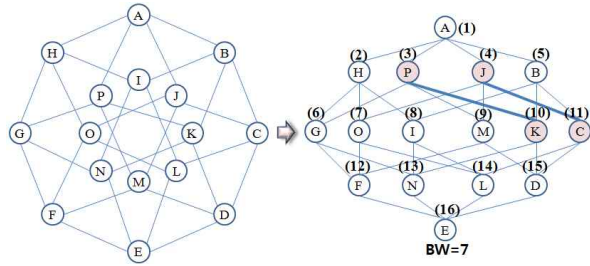 A
H
B
I
P
J
G
O
K
C
N
L
M
F
D
E
A (1)
(2) (3) (4) (5)
H P J B
(6) (7) (8) (9) (10) (11)
G O I M K C
(12) (13) (14) (15)
F N L D
(16)
E
BW=7